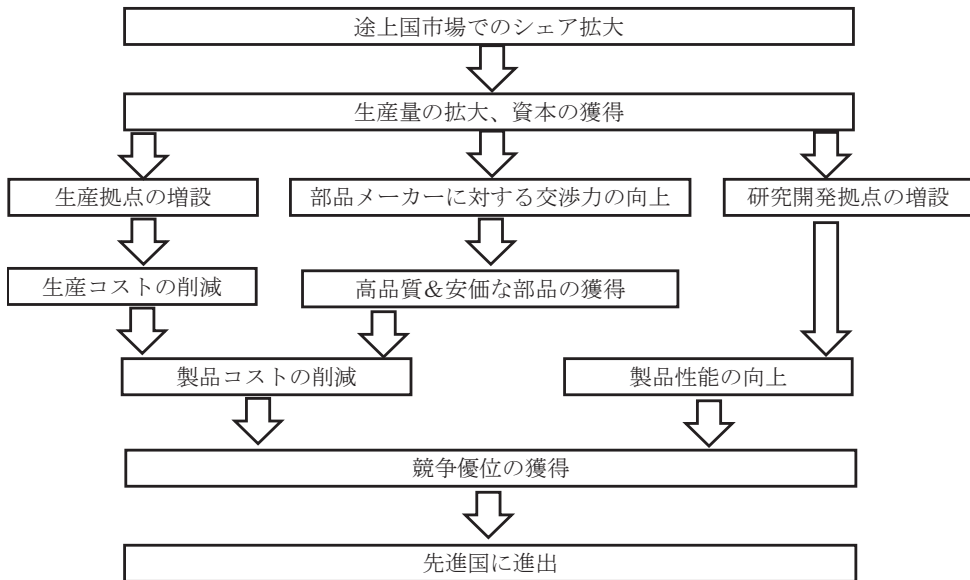 途上国市場でのシェア拡大
生産量の拡大、資本の獲得
生産拠点の増設
部品メーカーに対する交渉力の向上
研究開発拠点の増設
生産コストの削減
高品質＆安価な部品の獲得
製品コストの削減
製品性能の向上
競争優位の獲得
先進国に進出